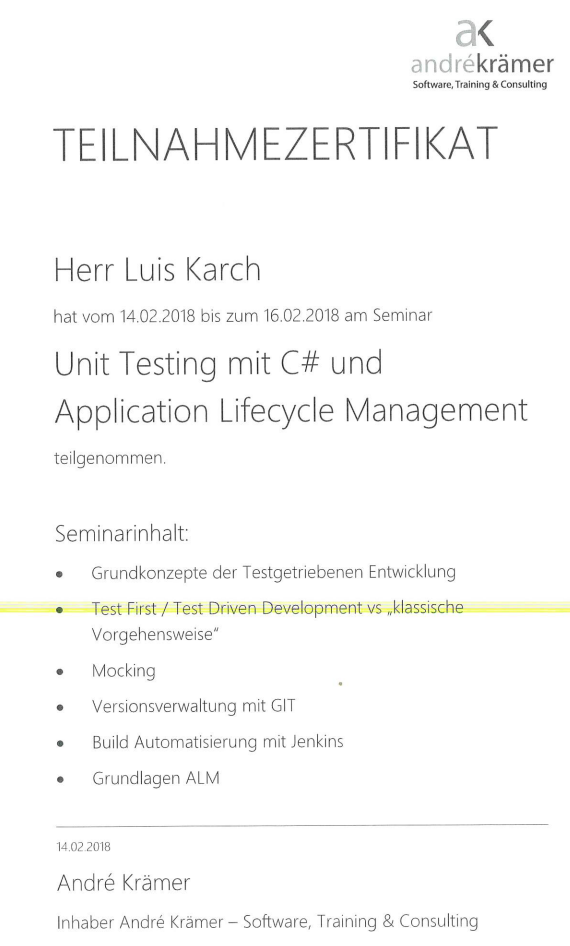 ak
andrékrämer
Software, Training & Consulting
TEILNAHMEZERTIFIKAT
Herr Luis Karch
hat vom 14.02.2018 bis zum 16.02.2018 am Seminar
Unit Testing mit C# und
Application Lifecycle Management
teilgenommen.
Seminarinhalt:
• Grundkonzepte der Testgetriebenen Entwicklung
• Test First / Test Driven Development vs „klassische
Vorgehensweise“
• Mocking
• Versionsverwaltung mit GIT
• Build Automatisierung mit Jenkins
• Grundlagen ALM
14.02.2018
André Krämer
Inhaber André Krämer – Software, Training & Consulting